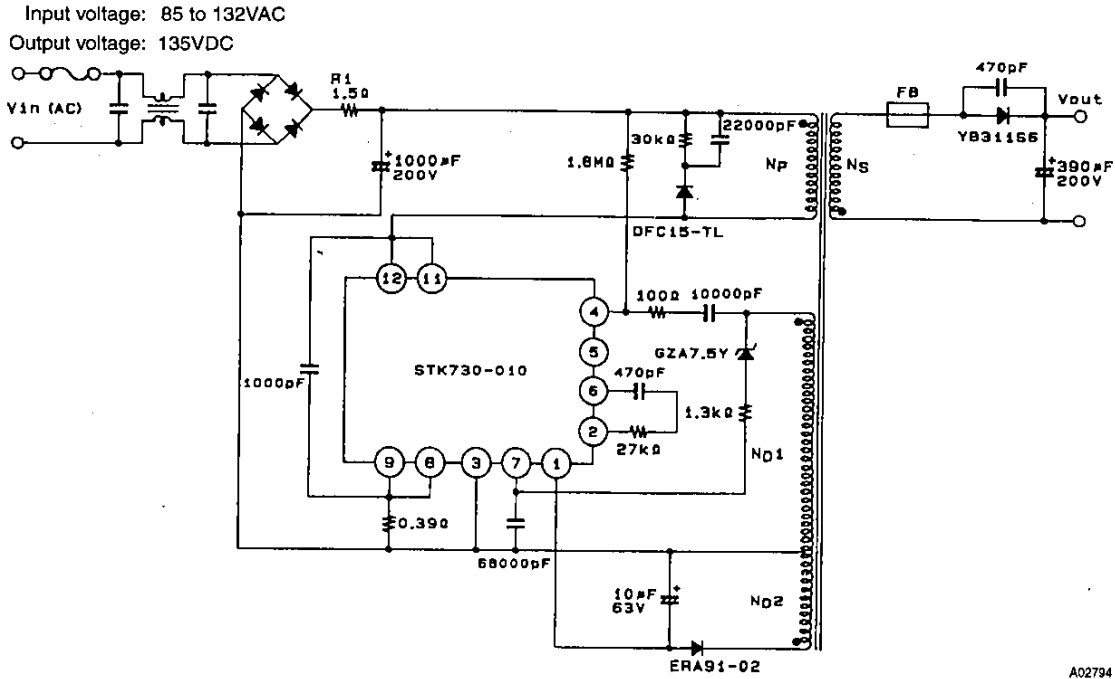 Input voltage: 85 to 132VAC
Output voltage: 135VDC
Vin (AC)
R1
1.5Ω
1000μF
200V
1.8MΩ
30kΩ
22000pF
NP
NS
FB
470pF
YB311S6
Vout
390μF
200V
DFC15-TL
12
11
4
5
6
2
9
8
3
7
1
STK730-010
1000pF
100Ω
10000pF
GZA7.5Y
470pF
1.3kΩ
27kΩ
ND1
0.39Ω
68000pF
10μF
63V
ND2
ERA91-02
A02794